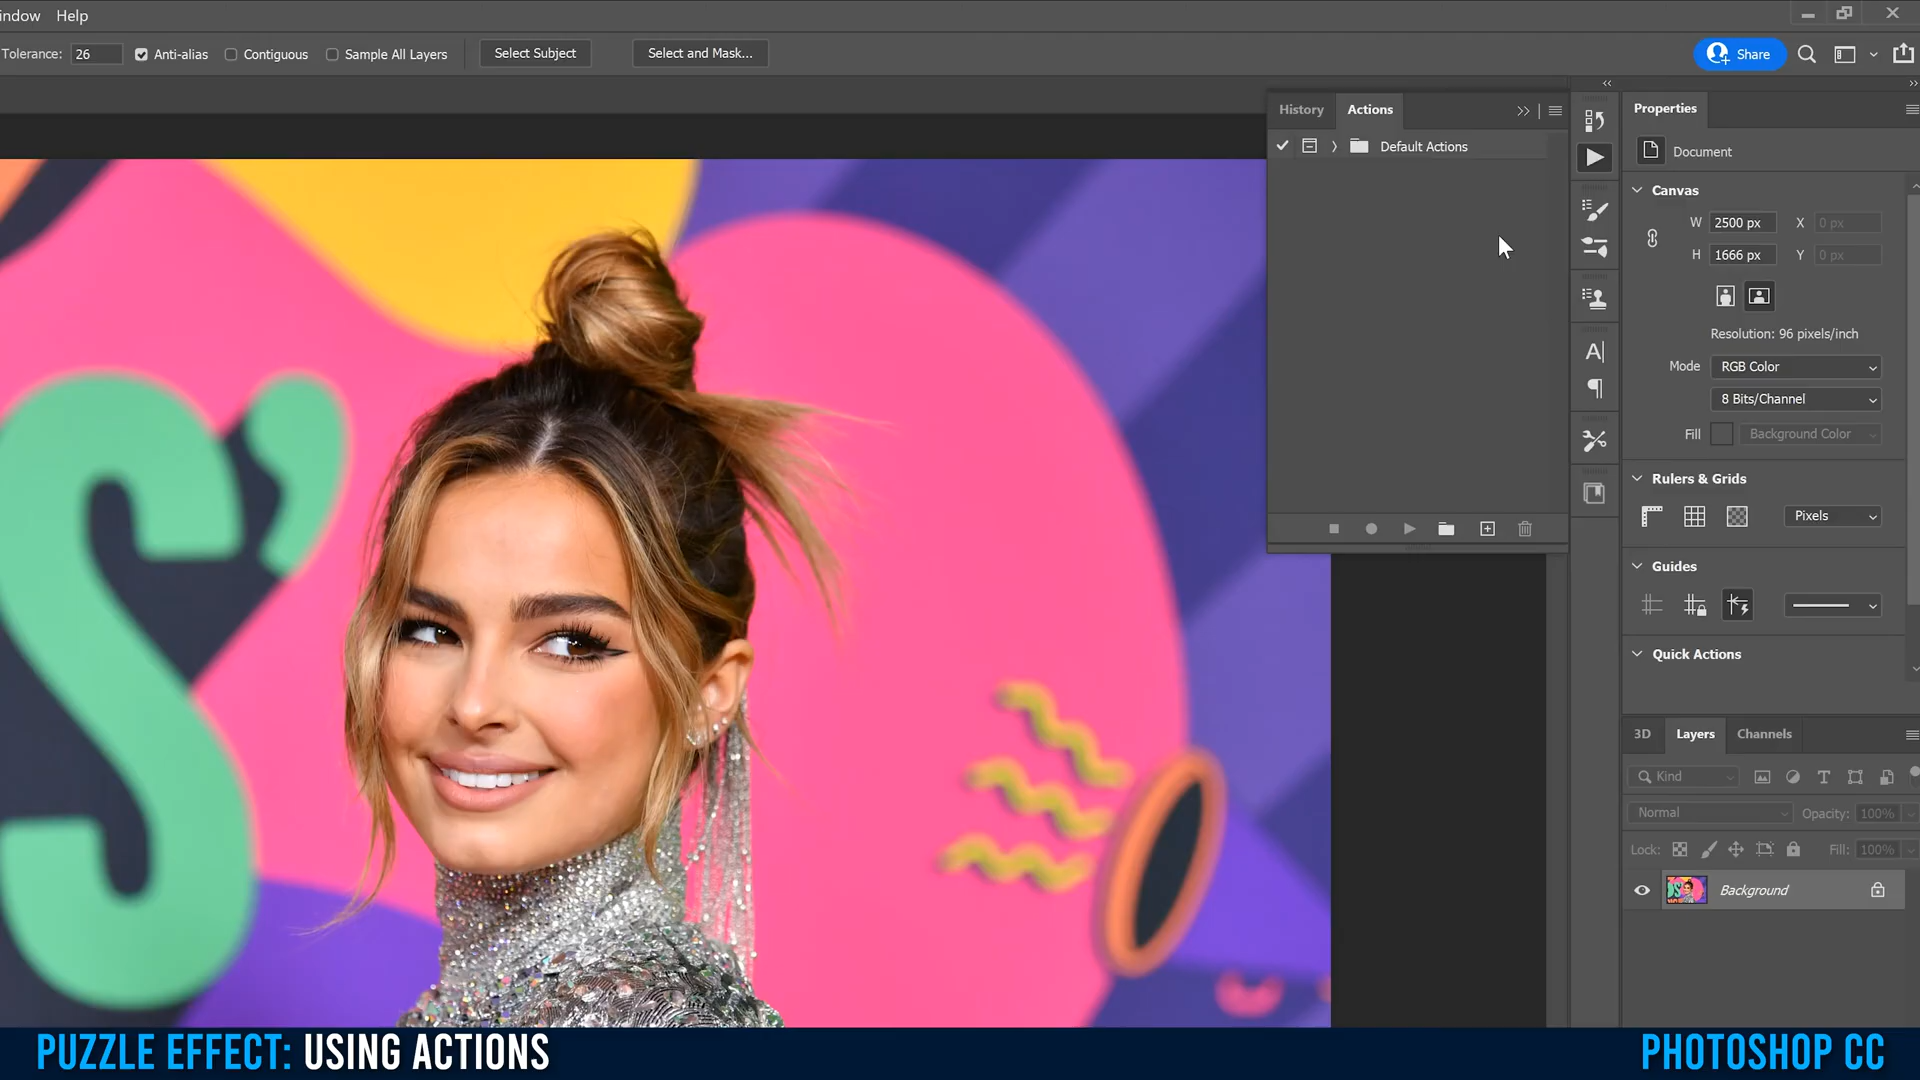 indow Help
Tolerance: 26 Anti-alias Contiguous Sample All Layers Select Subject Select and Mask... Share
History Actions
Default Actions
Properties
Document
Canvas
W 2500 px X 0 px
H 1666 px Y 0 px
Resolution: 96 pixels/inch
Mode RGB Color
8 Bits/Channel
Fill Background Color
Rulers & Grids
Pixels
Guides
Quick Actions
3D Layers Channels
Kind
Normal Opacity: 100%
Lock: Fill: 100%
Background
S'
PUZZLE EFFECT: USING ACTIONS
PHOTOSHOP CC